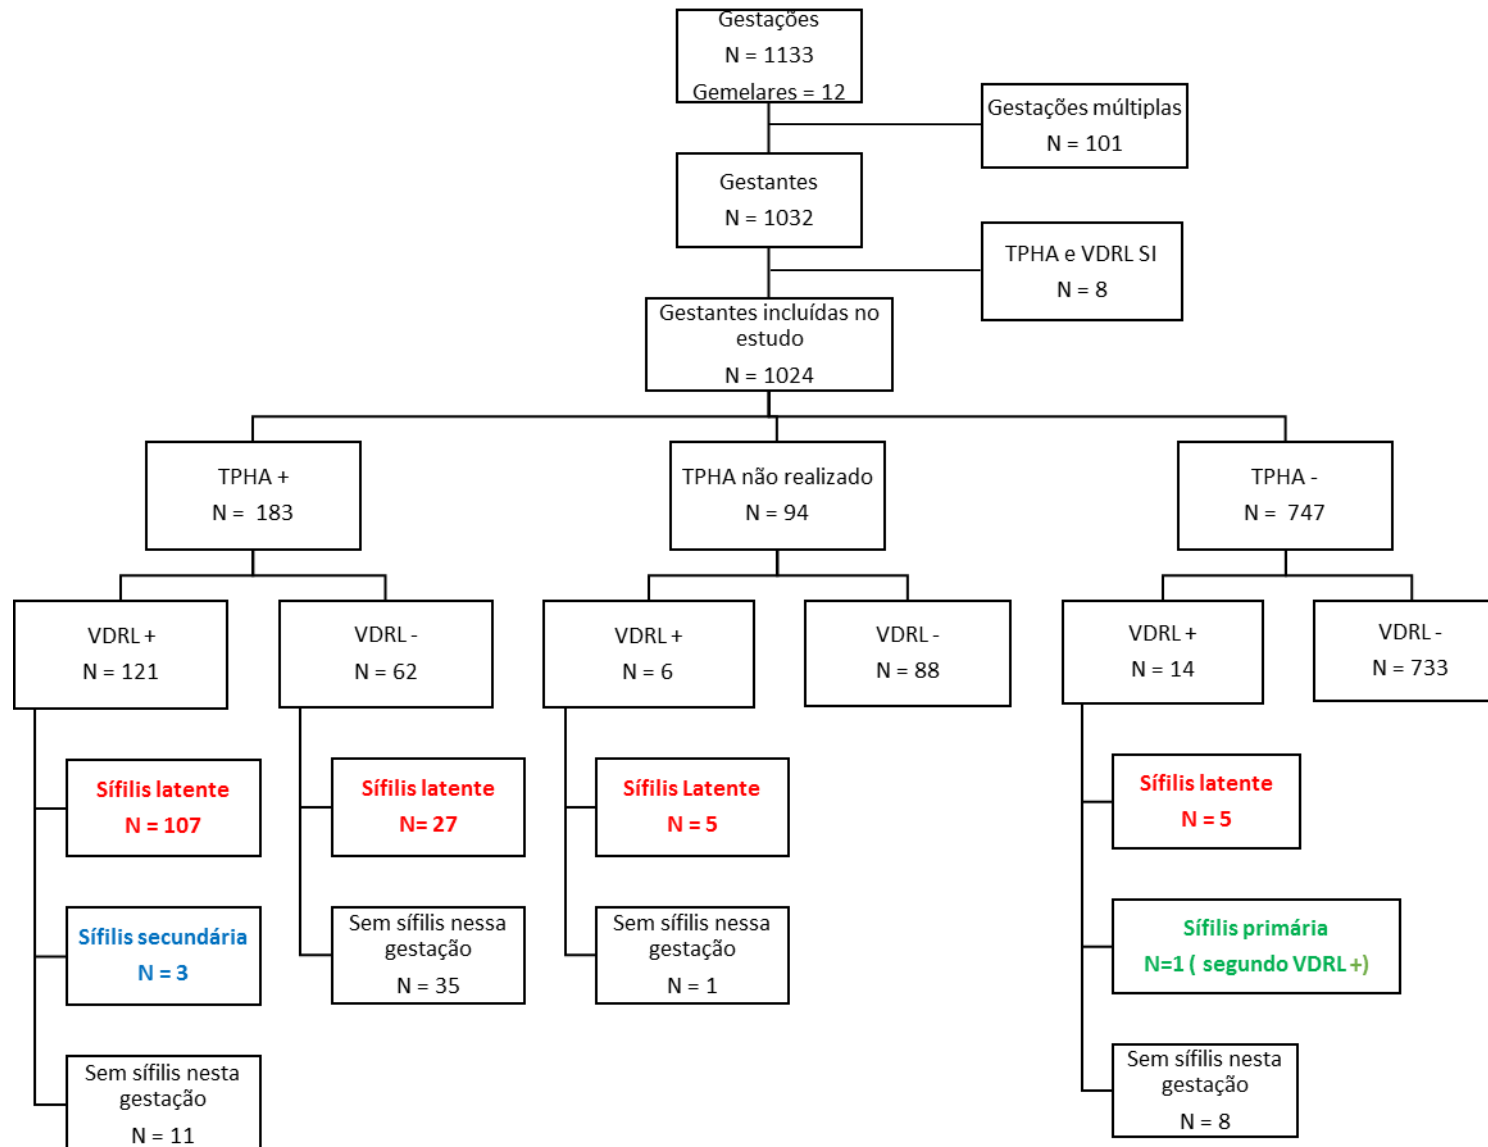 Gestações
N = 1133
Gemelares = 12
Gestações múltiplas
N = 101
Gestantes
N = 1032
TPHA e VDRL SI
N = 8
Gestantes incluídas no
estudo
N = 1024
TPHA +
N =  183
TPHA não realizado
N = 94
TPHA -
N =  747
VDRL +
N = 121
VDRL -
N = 62
VDRL +
N = 6
VDRL -
N = 88
VDRL +
N = 14
VDRL -
N = 733
Sífilis latente
N = 107
Sífilis latente
N= 27
Sífilis Latente
N = 5
Sífilis latente
N = 5
Sífilis secundária
N = 3
Sem sífilis nessa
gestação
N = 35
Sem sífilis nessa
gestação
N = 1
Sífilis primária
N=1 ( segundo VDRL +)
Sem sífilis nesta
gestação
N = 11
Sem sífilis nesta
gestação
N = 8